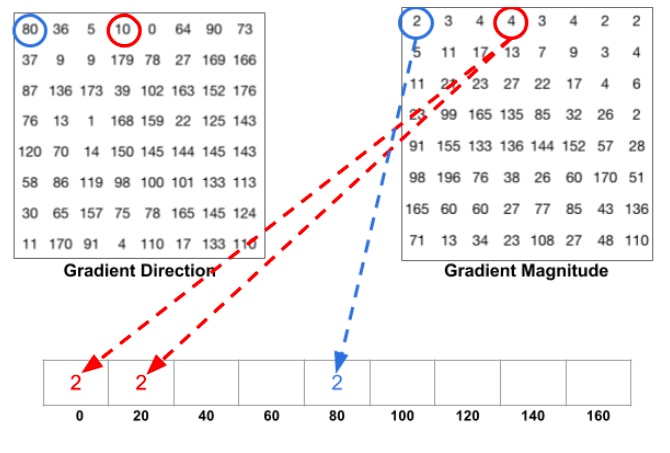 80 36 5 10 0 64 90 73
37 9 9 179 78 27 169 166
87 136 173 39 102 163 152 176
76 13 1 168 159 22 125 143
120 70 14 150 145 144 145 143
58 86 119 98 100 101 133 113
30 65 157 75 78 165 145 124
11 170 91 4 110 17 133 110
Gradient Direction
2 3 4 4 3 4 2 2
5 11 17 13 7 9 3 4
11 21 23 27 22 17 4 6
23 99 165 135 85 32 26 2
91 155 133 136 144 152 57 28
98 196 76 38 26 60 170 51
165 60 60 27 77 85 43 136
71 13 34 23 108 27 48 110
Gradient Magnitude
2 2 2
0 20 40 60 80 100 120 140 160